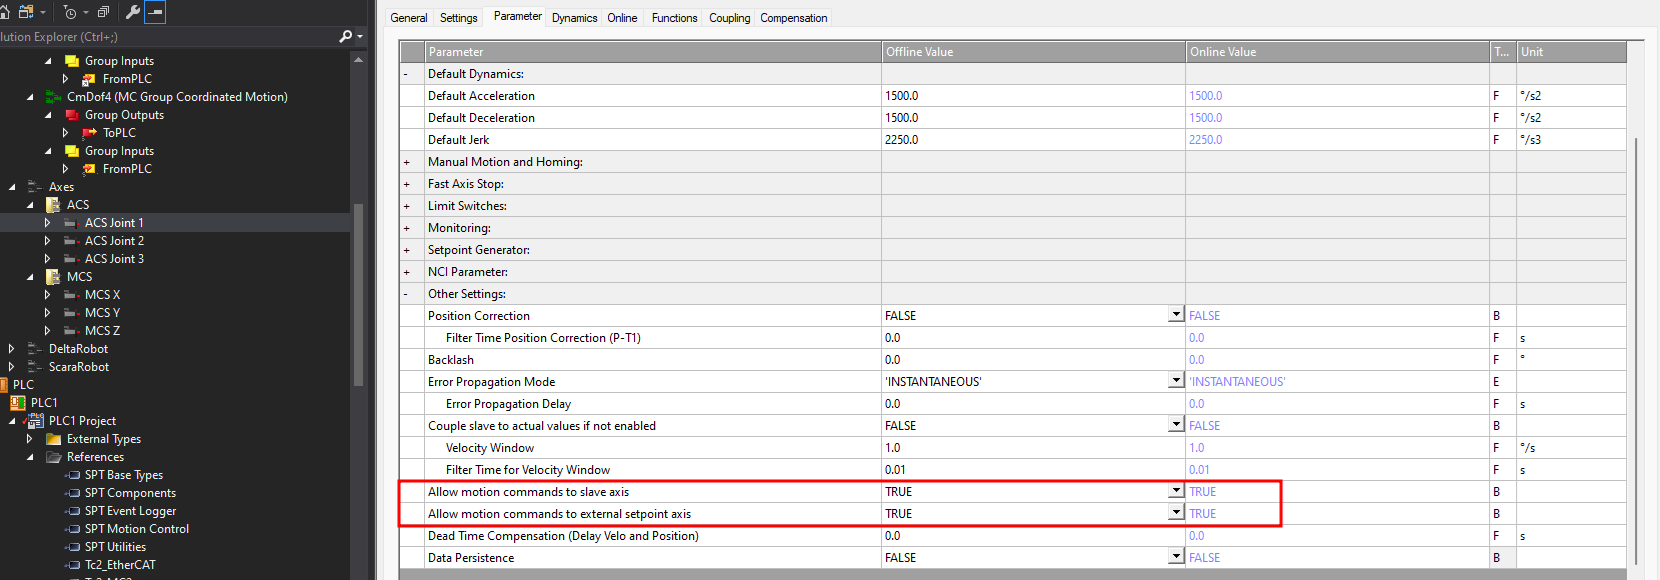 lution Explorer (Ctrl+;)
Group Inputs
FromPLC
CmDof4 (MC Group Coordinated Motion)
Group Outputs
ToPLC
Group Inputs
FromPLC
Axes
ACS
ACS Joint 1
ACS Joint 2
ACS Joint 3
MCS
MCS X
MCS Y
MCS Z
DeltaRobot
ScaraRobot
PLC
PLC1
PLC1 Project
External Types
References
SPT Base Types
SPT Components
SPT Event Logger
SPT Motion Control
SPT Utilities
Tc2_EtherCAT
General Settings Parameter Dynamics Online Functions Coupling Compensation
Parameter Offline Value Online Value T... Unit
- Default Dynamics:
Default Acceleration 1500.0 1500.0 F °/s2
Default Deceleration 1500.0 1500.0 F °/s2
Default Jerk 2250.0 2250.0 F °/s3
+ Manual Motion and Homing:
+ Fast Axis Stop:
+ Limit Switches:
+ Monitoring:
+ Setpoint Generator:
+ NCI Parameter:
- Other Settings:
Position Correction FALSE FALSE B
Filter Time Position Correction (P-T1) 0.0 0.0 F s
Backlash 0.0 0.0 F °
Error Propagation Mode 'INSTANTANEOUS' 'INSTANTANEOUS' E
Error Propagation Delay 0.0 0.0 F s
Couple slave to actual values if not enabled FALSE FALSE B
Velocity Window 1.0 1.0 F °/s
Filter Time for Velocity Window 0.01 0.01 F s
Allow motion commands to slave axis TRUE TRUE B
Allow motion commands to external setpoint axis TRUE TRUE B
Dead Time Compensation (Delay Velo and Position) 0.0 0.0 F s
Data Persistence FALSE FALSE B